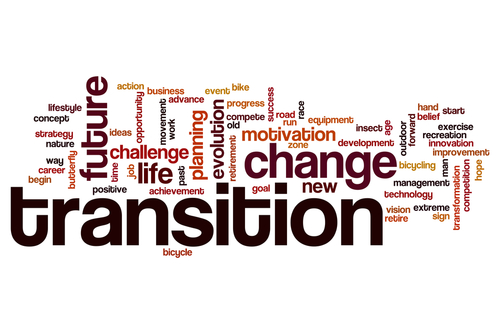 action
business
event
bike
lifestyle
concept
future
opportunity
movement
advance
progress
success
race
strategy
nature
ideas
work
planning
evolution
compete
old
road
run
equipment
hand
belief
start
motivation
zone
insect
age
outdoor
forward
exercise
recreation
innovation
way
career
begin
butterfly
challenge
time
job
life
past
retirement
change
development
bicycling
improvement
man
hope
positive
achievement
goal
new
management
technology
transformation
competition
transition
vision
retire
extreme
sign
bicycle